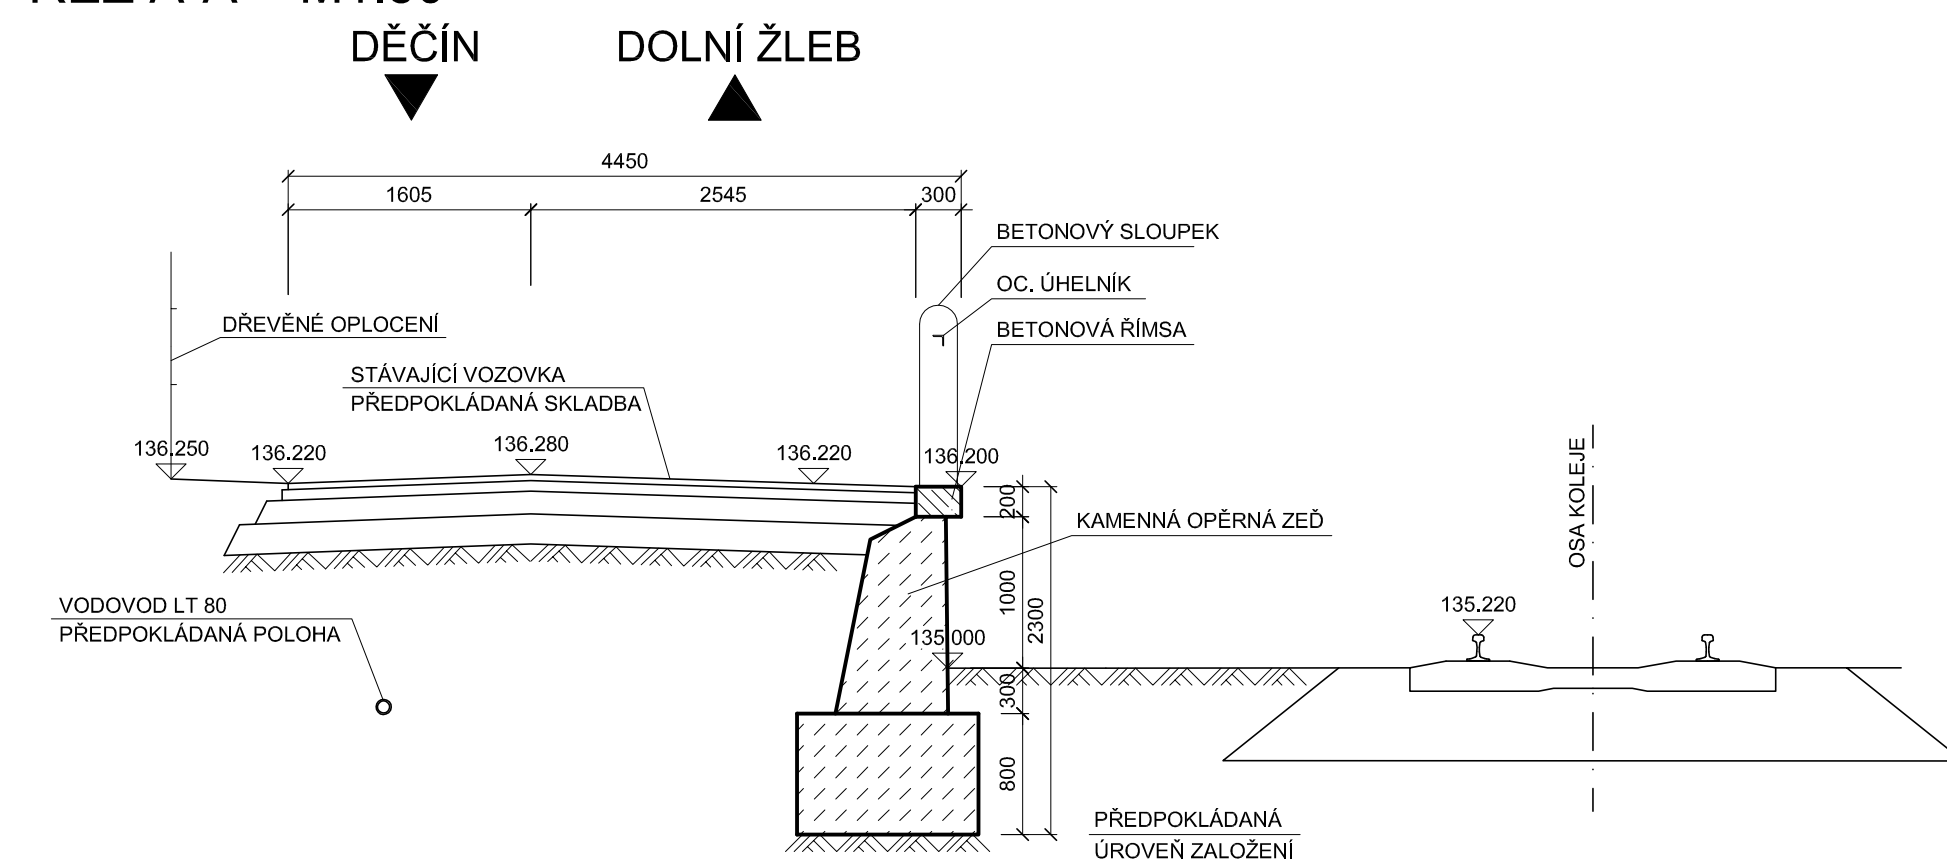 DĚČÍN
DOLNÍ ŽLEB
4450
1605
2545
300
BETONOVÝ SLOUPEK
OC. ÚHELNÍK
DŘEVĚNÉ OPLOCENÍ
BETONOVÁ ŘÍMSA
STÁVAJÍCÍ VOZOVKA
PŘEDPOKLÁDANÁ SKLADBA
136.250
136.220
136.280
136.220
136.200
OSA KOLEJE
200
KAMENNÁ OPĚRNÁ ZEĎ
1000
2300
VODOVOD LT 80
PŘEDPOKLÁDANÁ POLOHA
135.000
135.220
300
800
PŘEDPOKLÁDANÁ
ÚROVEŇ ZALOŽENÍ